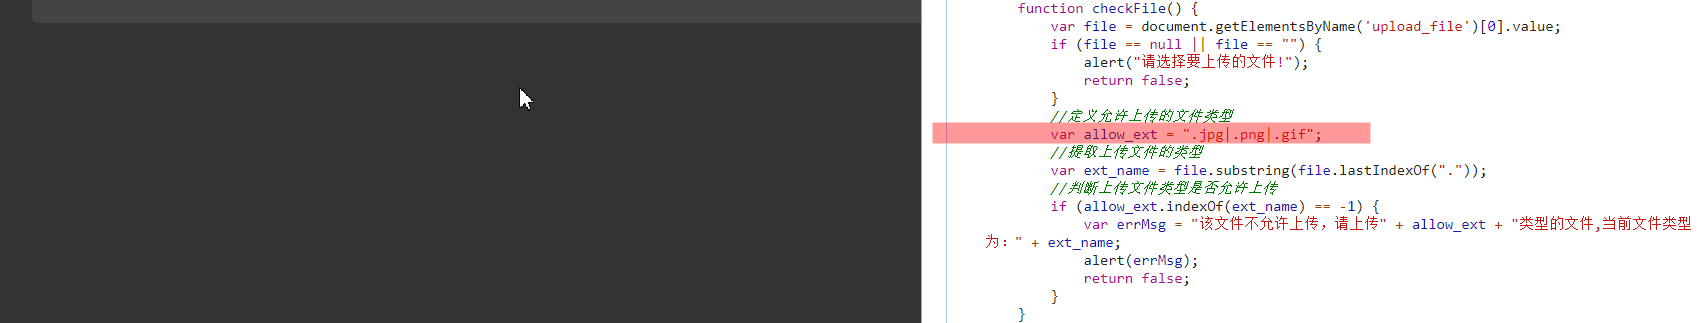 function checkFile() {
var file = document.getElementsByName('upload_file')[0].value;
if (file == null || file == "") {
alert("请选择要上传的文件!");
return false;
}
//定义允许上传的文件类型
var allow_ext = ".jpg|.png|.gif";
//提取上传文件的类型
var ext_name = file.substring(file.lastIndexOf("."));
//判断上传文件类型是否允许上传
if (allow_ext.indexOf(ext_name) == -1) {
var errMsg = "该文件不允许上传，请上传" + allow_ext + "类型的文件,当前文件类型
为：" + ext_name;
alert(errMsg);
return false;
}
}